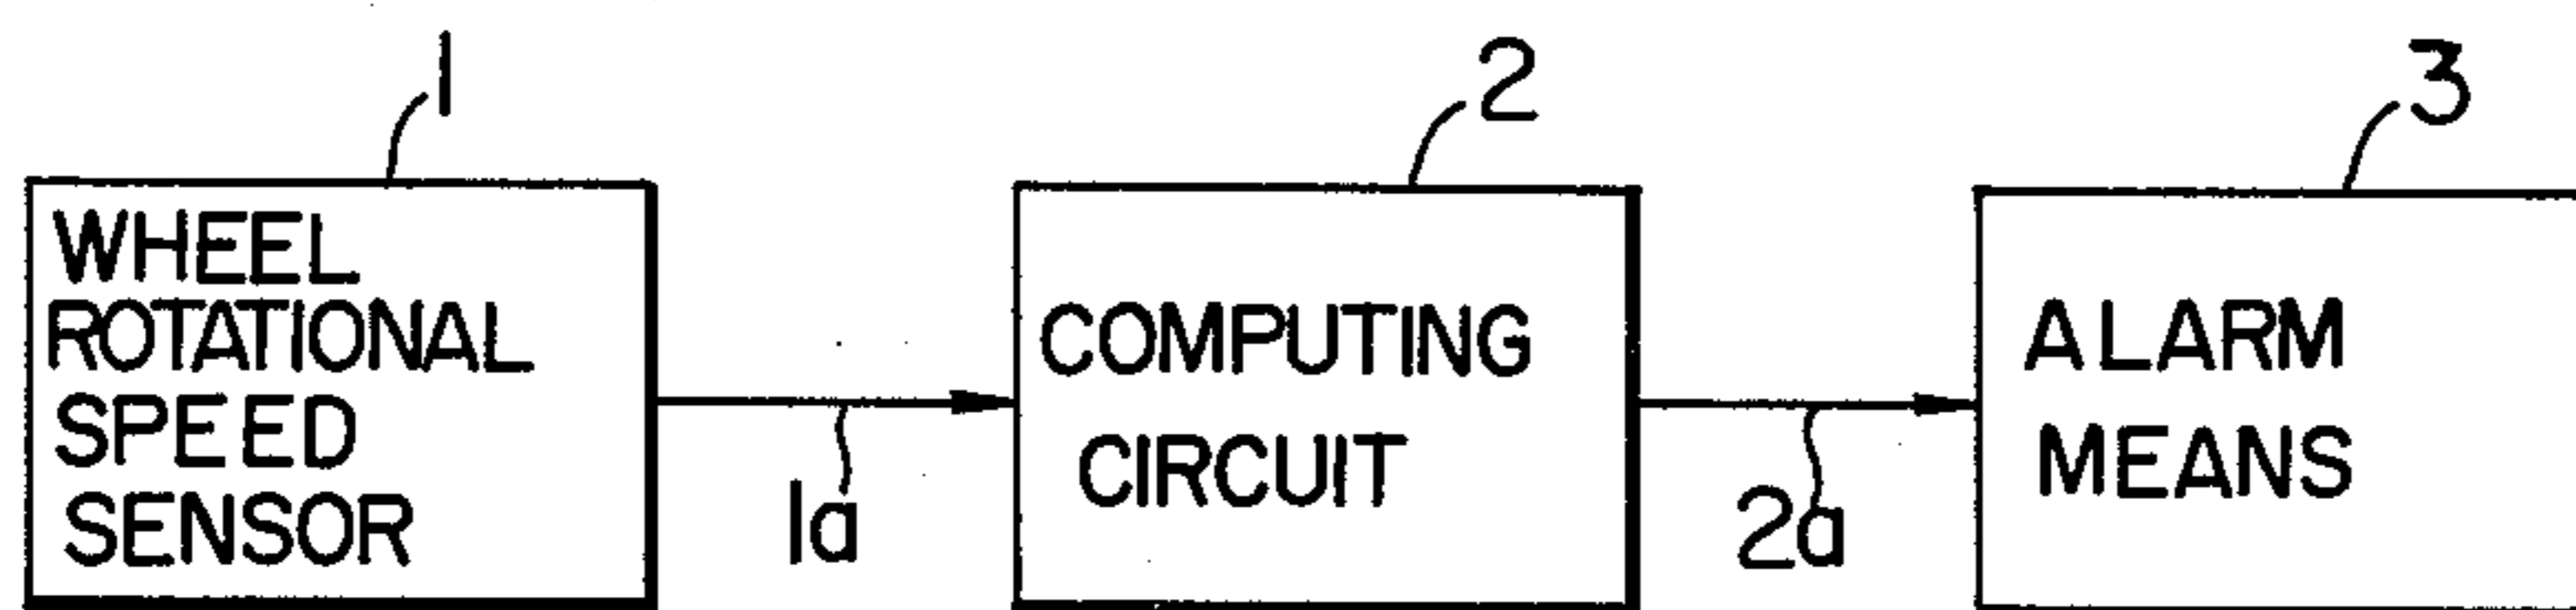 1
2
3
WHEEL
ROTATIONAL
SPEED
SENSOR
COMPUTING
CIRCUIT
ALARM
MEANS
1a
2a